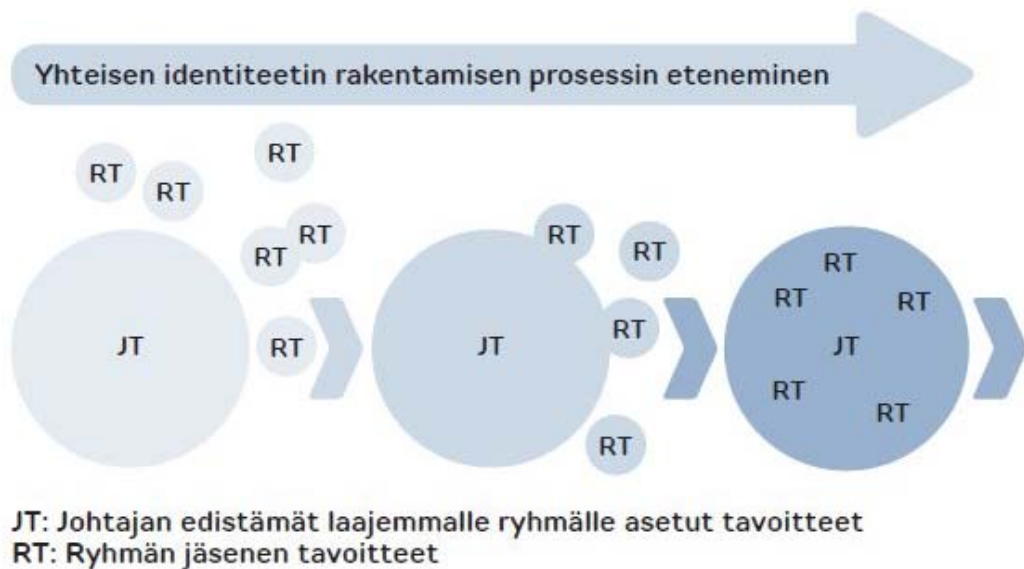 Yhteisen identiteetin rakentamisen prosessin eteneminen
RT
RT
RT
RT
RT
RT
JT
RT
RT
RT
RT
JT
RT
RT
RT
JT
RT
RT
JT: Johtajan edistämät laajemmalle ryhmälle asetut tavoitteet
RT: Ryhmän jäsenen tavoitteet